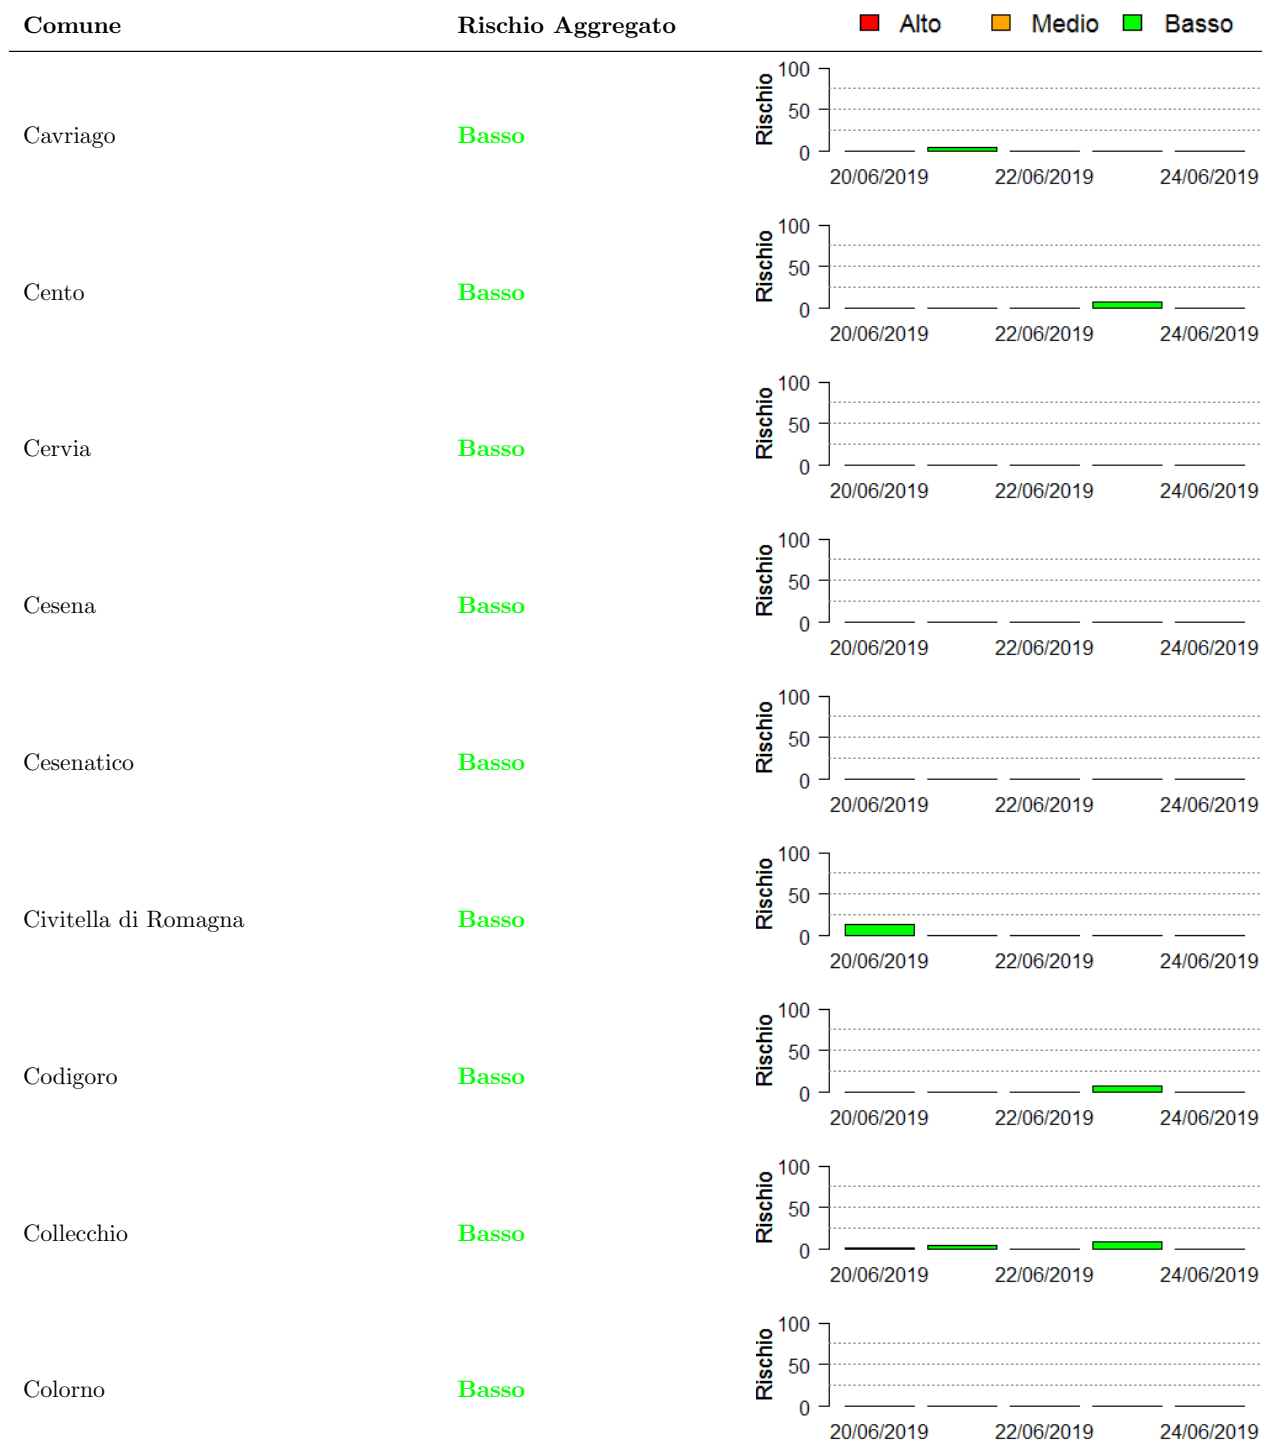 Comune Rischio Aggregato Alto Medio Basso
Cavriago Basso
Rischio
100
50
0
20/06/2019 22/06/2019 24/06/2019
Cento Basso
Rischio
100
50
0
20/06/2019 22/06/2019 24/06/2019
Cervia Basso
Rischio
100
50
0
20/06/2019 22/06/2019 24/06/2019
Cesena Basso
Rischio
100
50
0
20/06/2019 22/06/2019 24/06/2019
Cesenatico Basso
Rischio
100
50
0
20/06/2019 22/06/2019 24/06/2019
Civitella di Romagna Basso
Rischio
100
50
0
20/06/2019 22/06/2019 24/06/2019
Codigoro Basso
Rischio
100
50
0
20/06/2019 22/06/2019 24/06/2019
Collecchio Basso
Rischio
100
50
0
20/06/2019 22/06/2019 24/06/2019
Colorno Basso
Rischio
100
50
0
20/06/2019 22/06/2019 24/06/2019